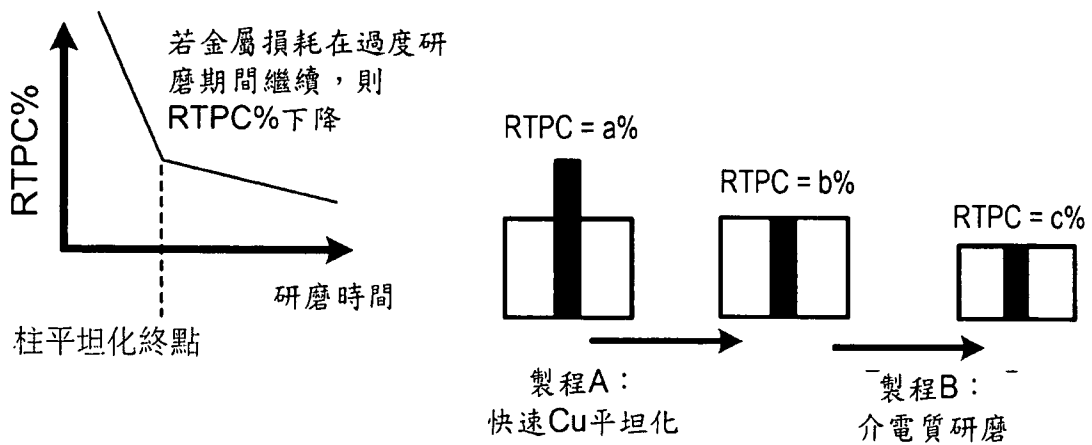 若金屬損耗在過度研
磨期間繼續，則
RTPC%下降
RTPC%
研磨時間
柱平坦化終點
RTPC = a%
RTPC = b%
RTPC = c%
製程A：
快速Cu平坦化
製程B：
介電質研磨